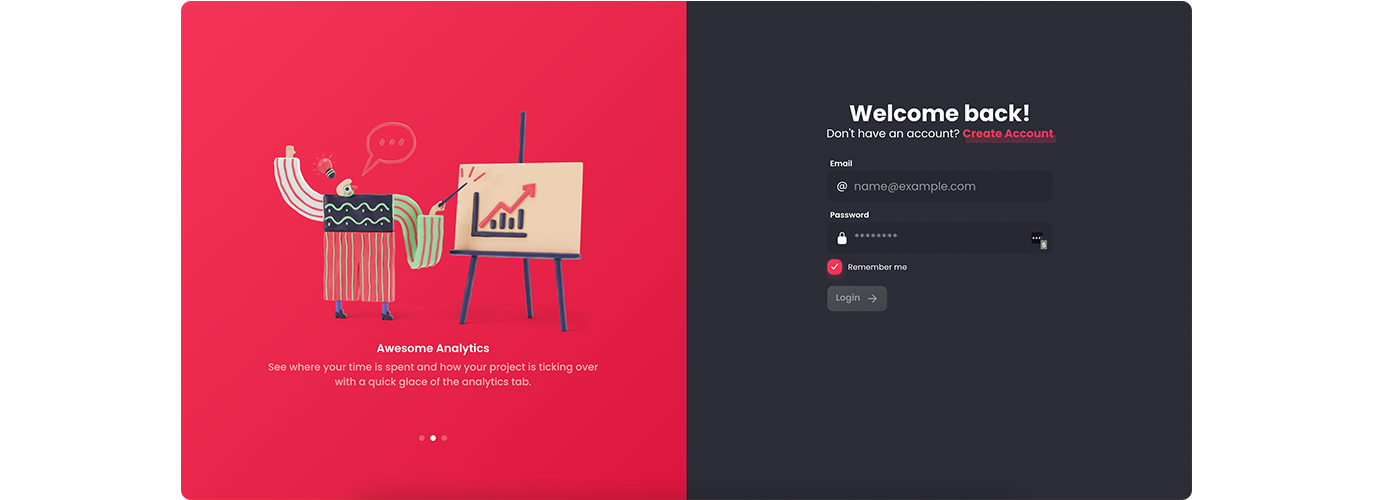 Awesome Analytics
See where your time is spent and how your project is ticking over
with a quick glace of the analytics tab.
Welcome back!
Don't have an account? Create Account
Email
@ name@example.com
Password
********
Remember me
Login